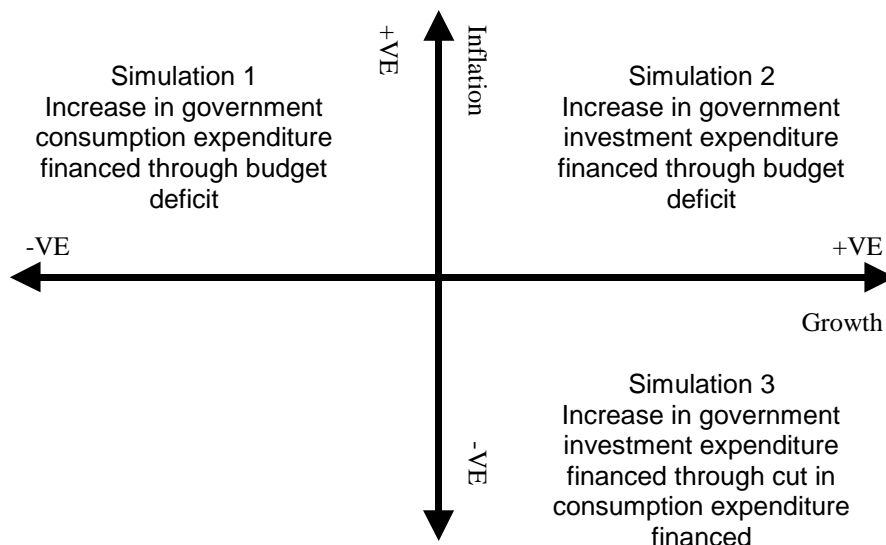 Simulation 1
Increase in government
consumption expenditure
financed through budget
deficit
+VE
Inflation
Simulation 2
Increase in government
investment expenditure
financed through budget
deficit
-VE
+VE
Growth
-VE
Simulation 3
Increase in government
investment expenditure
financed through cut in
consumption expenditure
financed